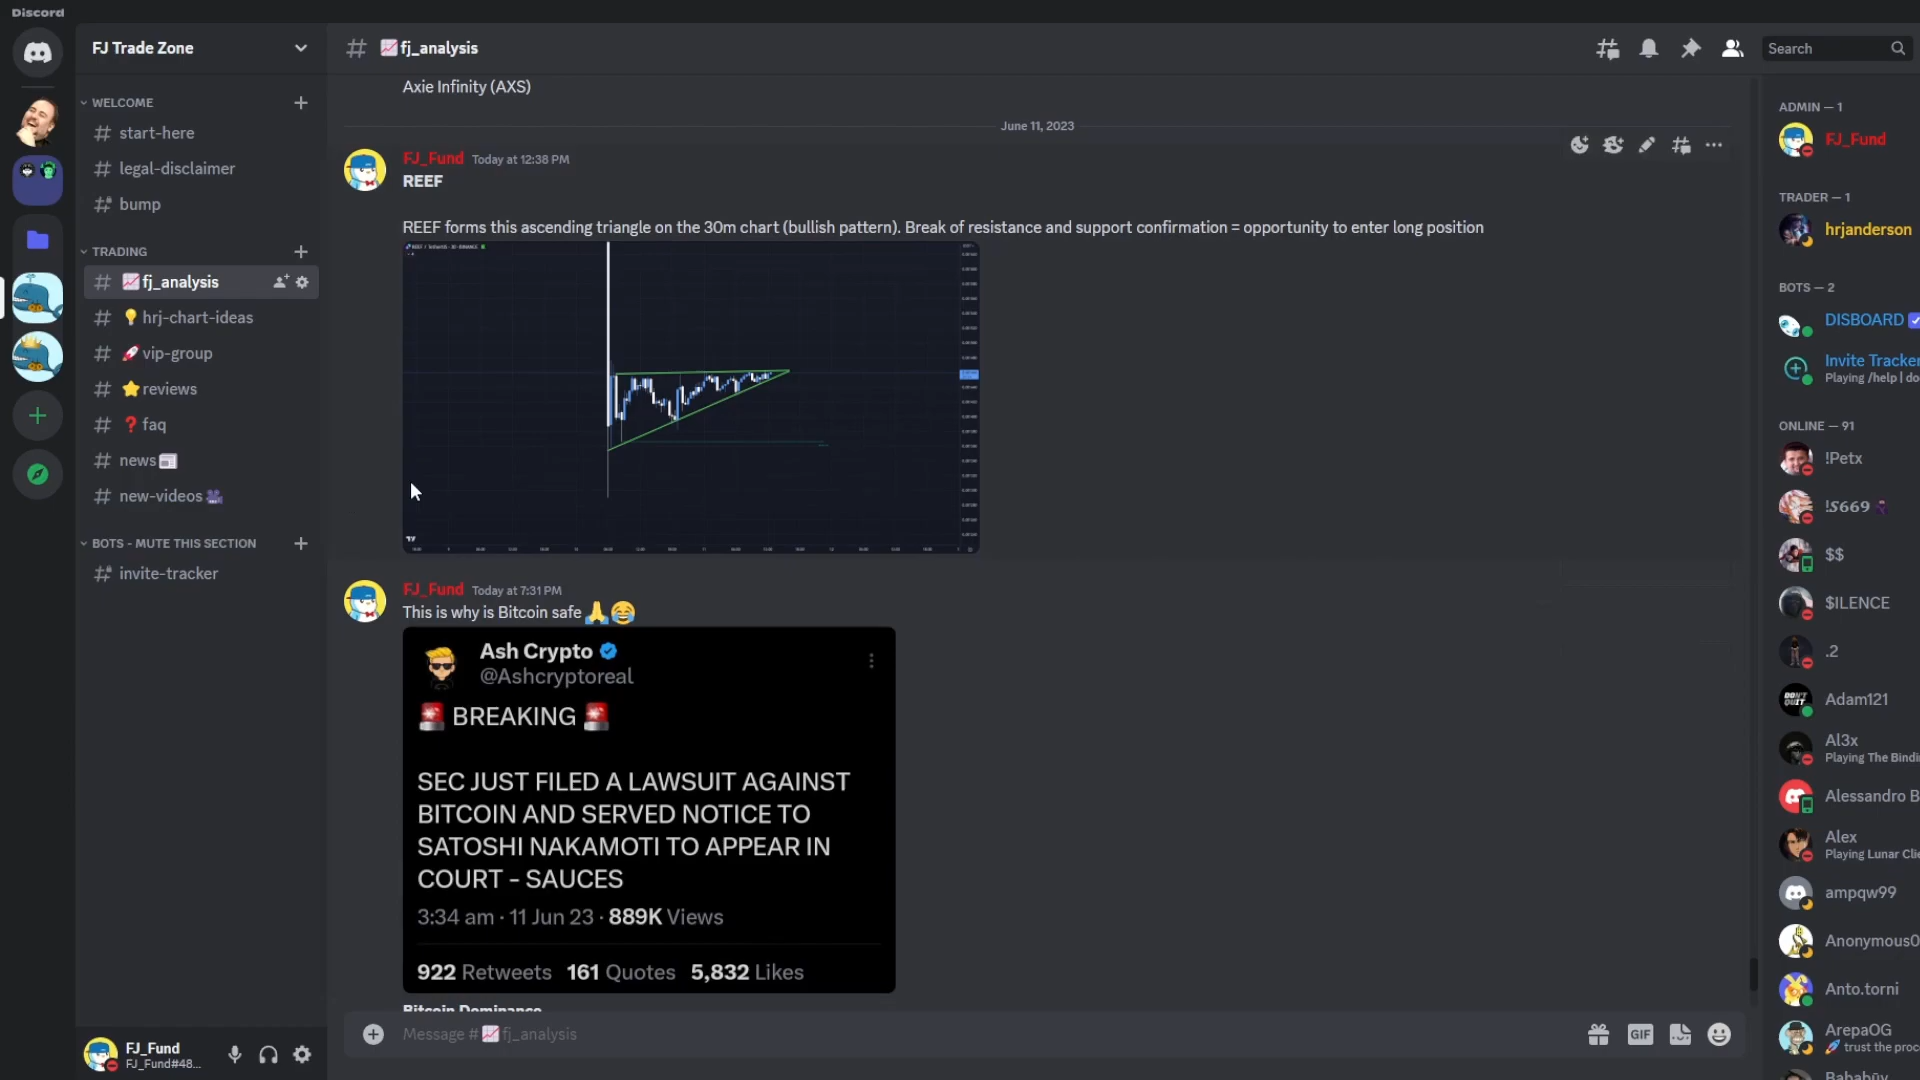 Discord
FJ Trade Zone
WELCOME
start-here
legal-disclaimer
bump
TRADING
fj_analysis
hrj-chart-ideas
vip-group
reviews
faq
news
new-videos
BOTS - MUTE THIS SECTION
invite-tracker
FJ_Fund
FJ_Fund#48...
fj_analysis
Search
Axie Infinity (AXS)
June 11, 2023
FJ_Fund Today at 12:38 PM
REEF
REEF forms this ascending triangle on the 30m chart (bullish pattern). Break of resistance and support confirmation = opportunity to enter long position
FJ_Fund Today at 7:31 PM
This is why is Bitcoin safe 🙏😂
Ash Crypto
@Ashcryptoreal
🚨 BREAKING 🚨
SEC JUST FILED A LAWSUIT AGAINST
BITCOIN AND SERVED NOTICE TO
SATOSHI NAKAMOTI TO APPEAR IN
COURT - SAUCES
3:34 am · 11 Jun 23 · 889K Views
922 Retweets 161 Quotes 5,832 Likes
Bitcoin Dominance
Message # fj_analysis
GIF
ADMIN — 1
FJ_Fund
TRADER — 1
hrjanderson
BOTS — 2
DISBOARD
Invite Tracker
Playing /help | do
ONLINE — 91
!Petx
!S669
$$
$ILENCE
.2
DON'T
QUIT
Adam121
Al3x
Playing The Bindi
Alessandro B
Alex
Playing Lunar Clie
ampqw99
Anonymous0
Anto.torni
ArepaOG
🚀 trust the proc